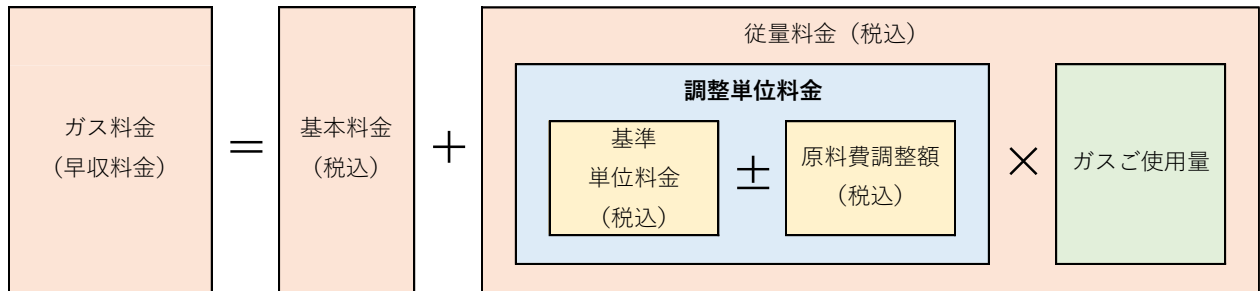 ガス料金
（早収料金）
＝
基本料金
（税込）
＋
従量料金（税込）
調整単位料金
基準
単位料金
（税込）
±
原料費調整額
（税込）
×
ガスご使用量